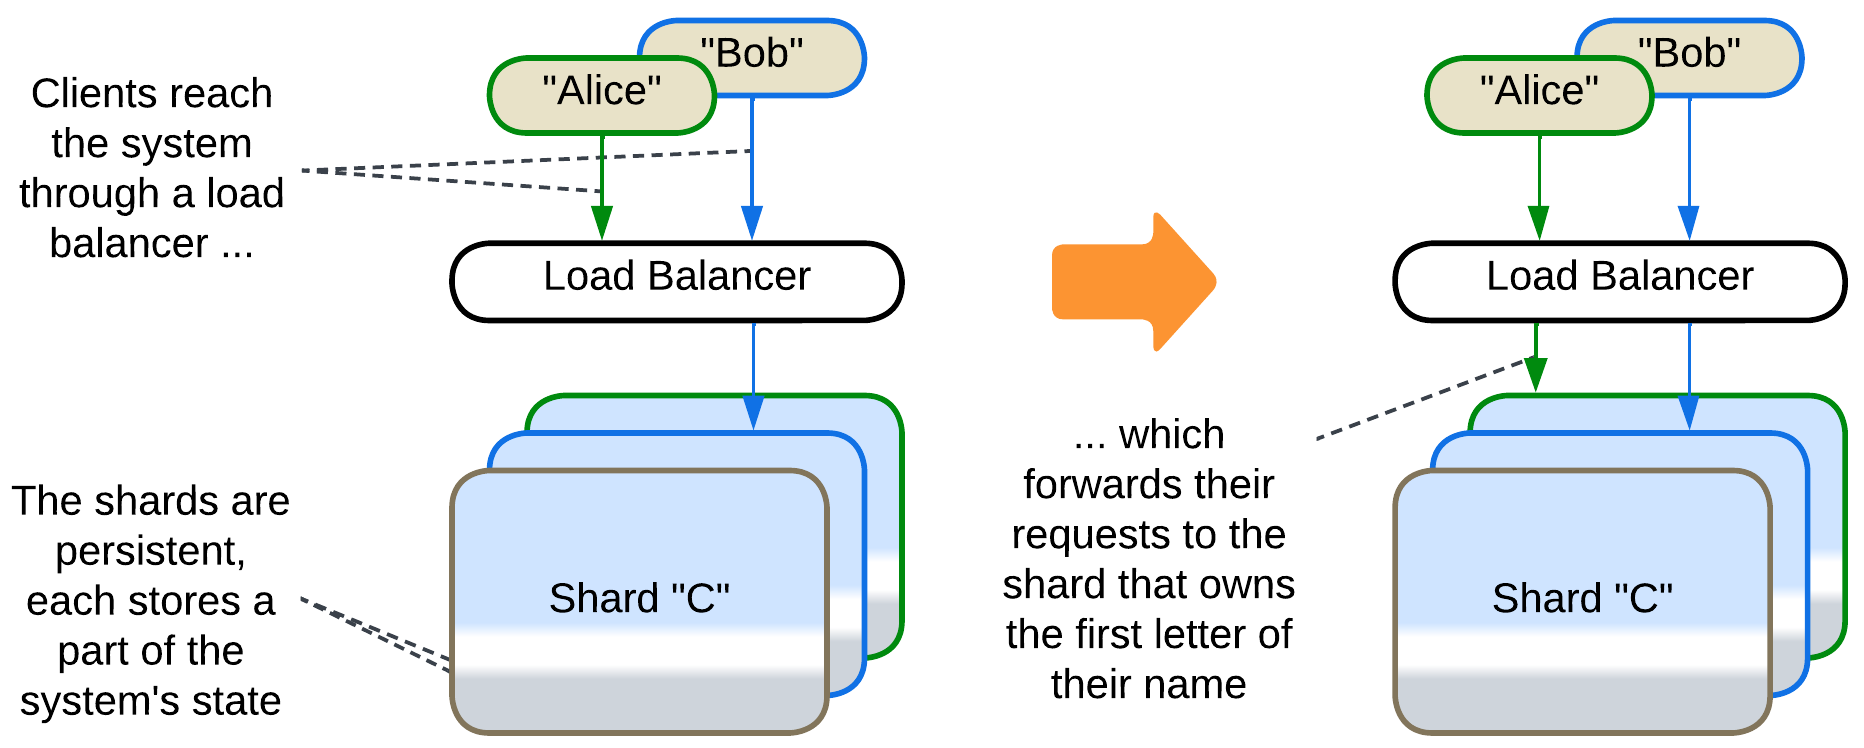 Clients reach
the system
through a load
balancer ...
"Bob"
"Alice"
Load Balancer
The shards are
persistent,
each stores a
part of the
system's state
Shard "C"
"Bob"
"Alice"
Load Balancer
... which
forwards their
requests to the
shard that owns
the first letter of
their name
Shard "C"